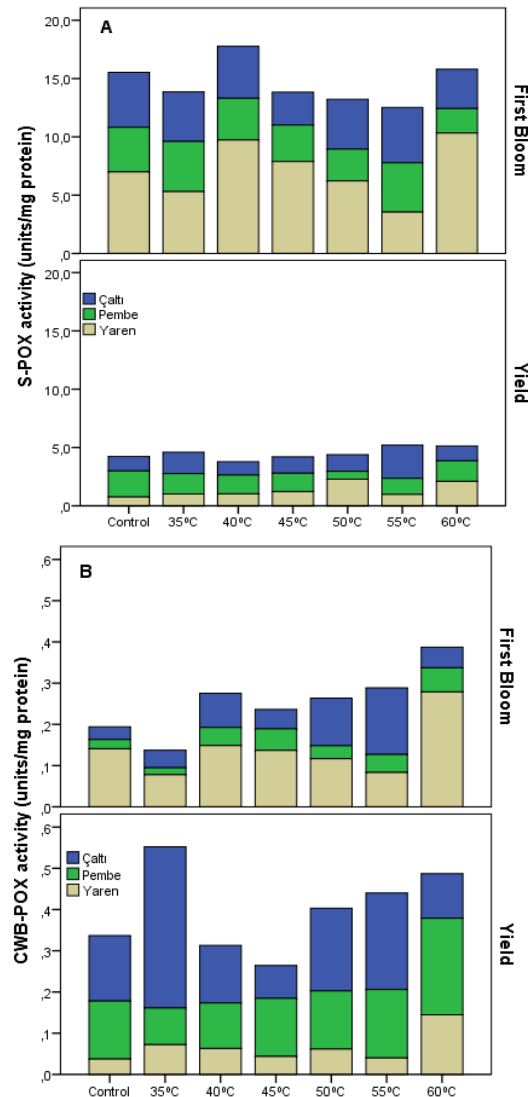 A
20,0
15,0
10,0
5,0
,0
First Bloom
S-POX activity (units/mg protein)
20,0
15,0
10,0
5,0
,0
Çaltı
Pembe
Yaren
Yield
Control 35ºC 40ºC 45ºC 50ºC 55ºC 60ºC
B
,6
,5
,4
,3
,2
,1
,0
First Bloom
CWB-POX activity (units/mg protein)
,6
,5
,4
,3
,2
,1
,0
Çaltı
Pembe
Yaren
Yield
Control 35ºC 40ºC 45ºC 50ºC 55ºC 60ºC